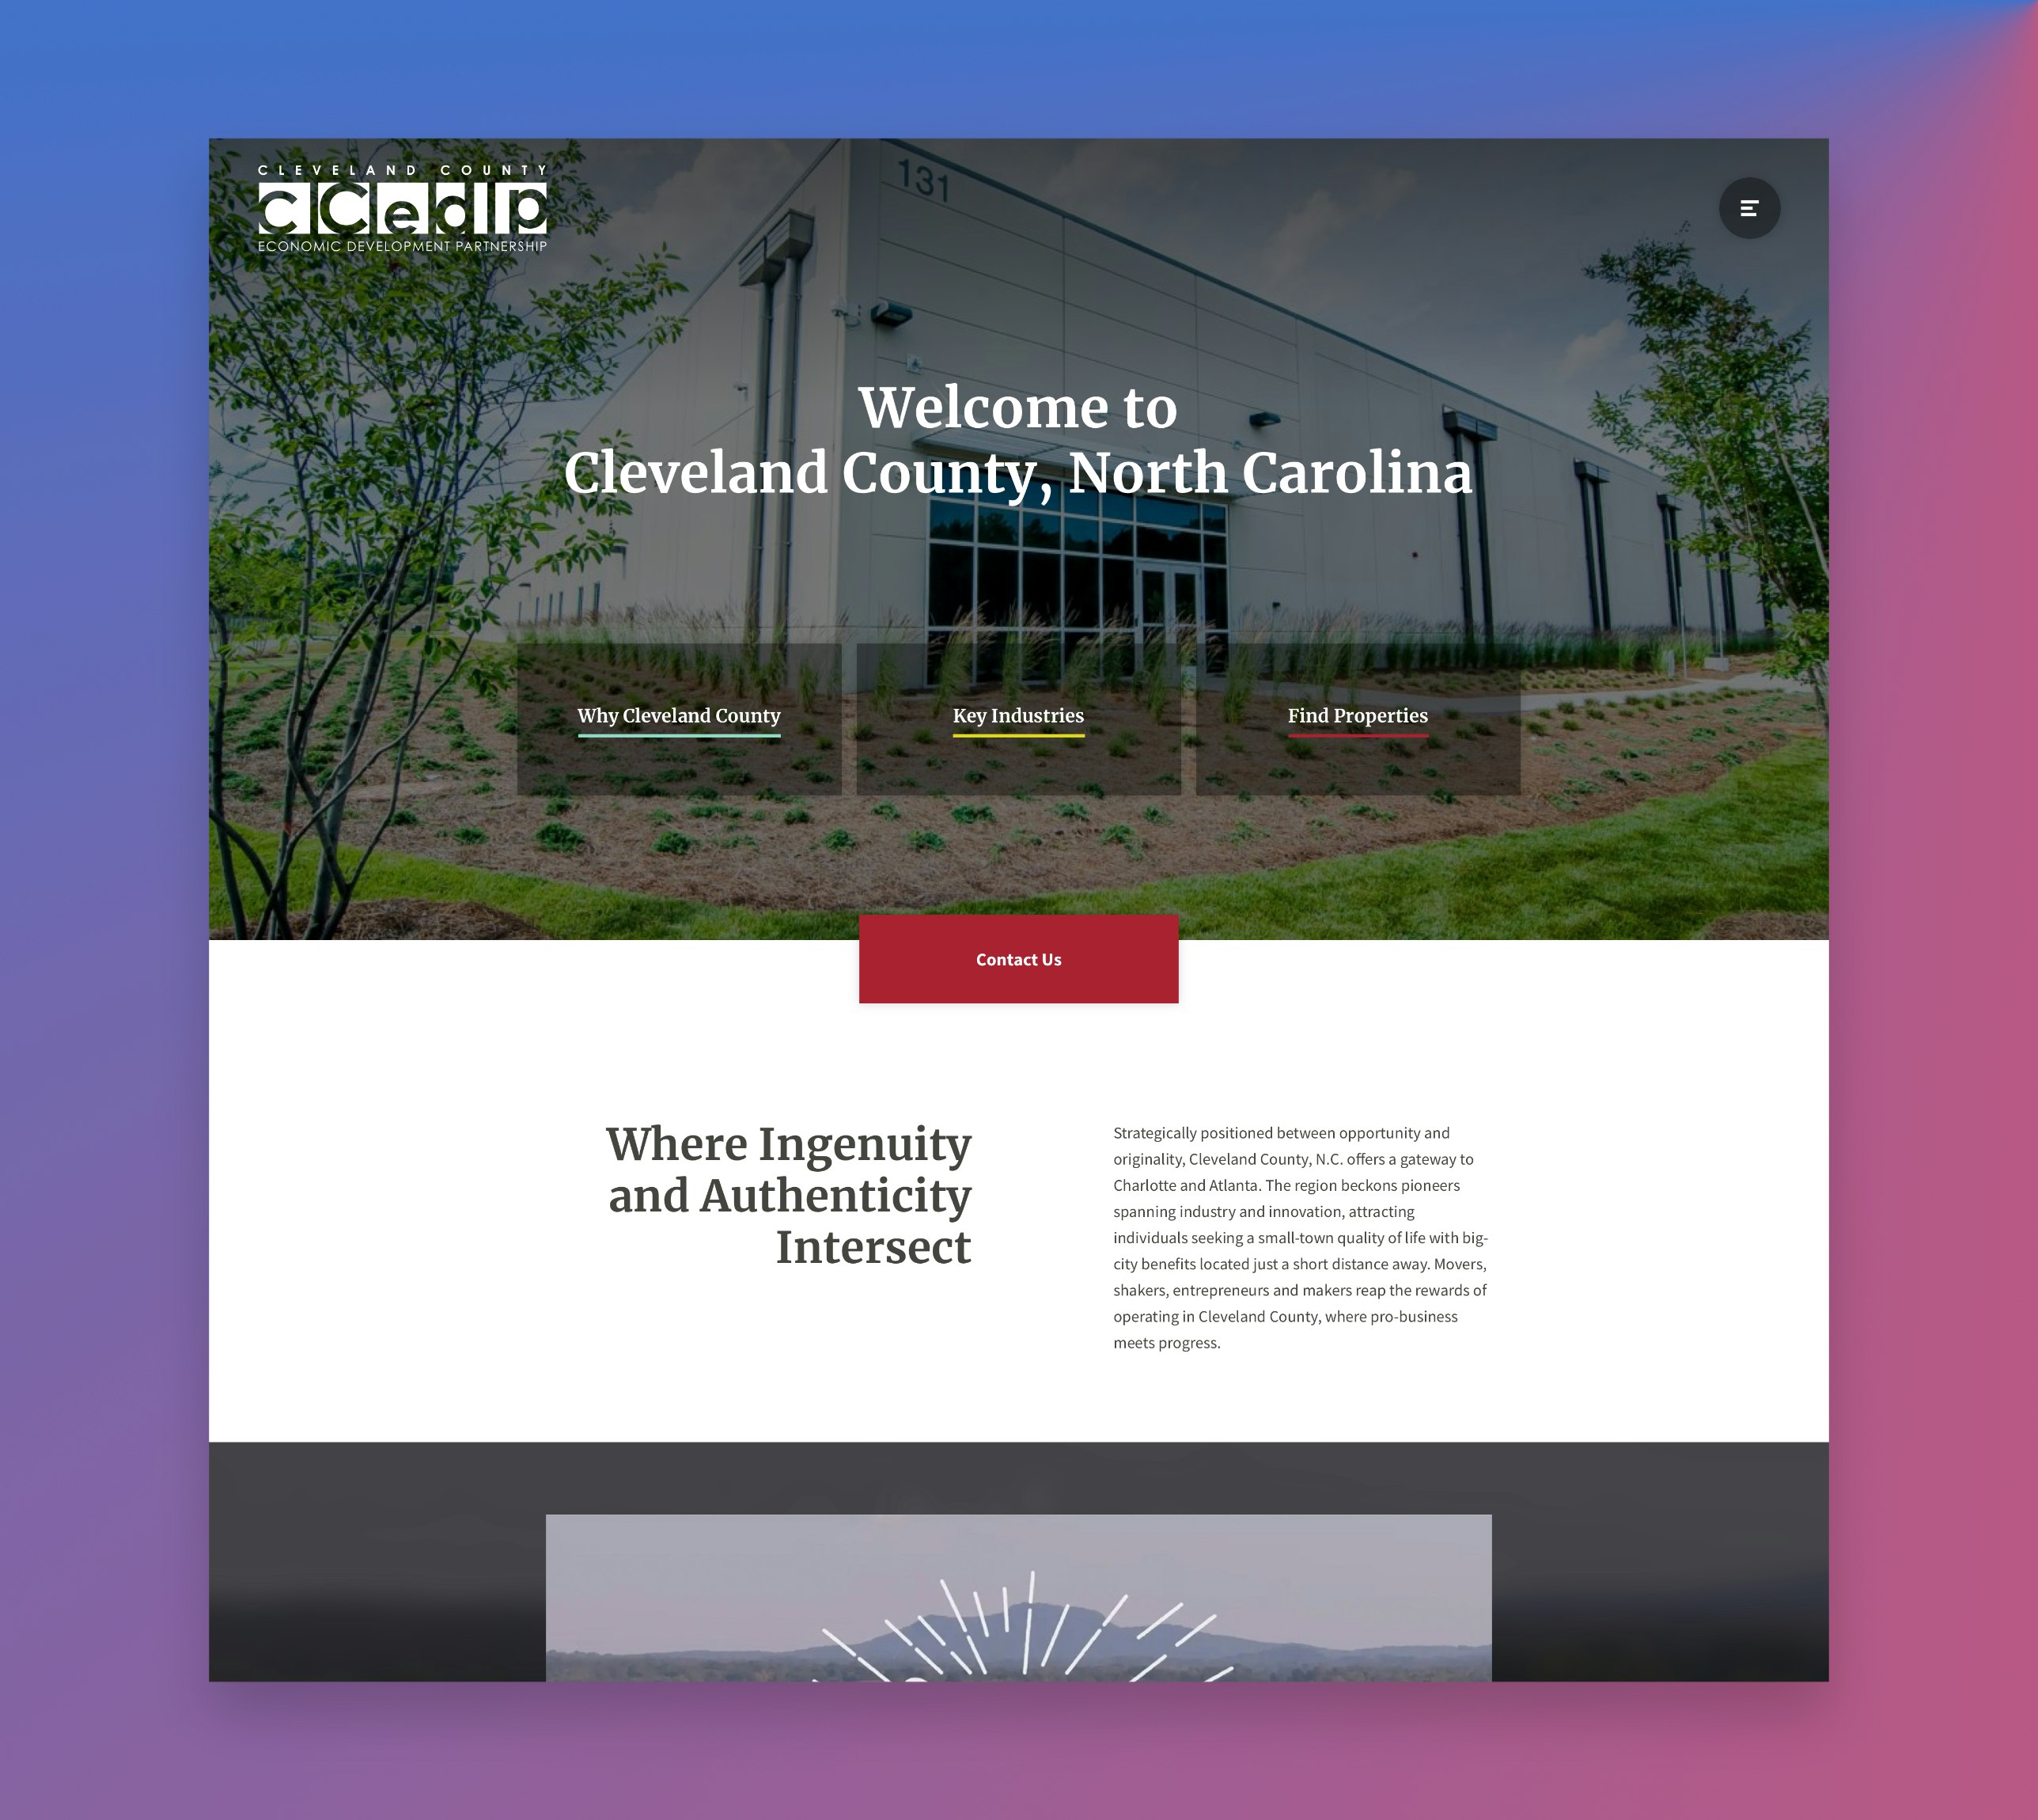 CLEVELAND COUNTY
ccedp
ECONOMIC DEVELOPMENT PARTNERSHIP
131
Welcome to
Cleveland County, North Carolina
Why Cleveland County
Key Industries
Find Properties
Contact Us
Where Ingenuity
and Authenticity
Intersect
Strategically positioned between opportunity and
originality, Cleveland County, N.C. offers a gateway to
Charlotte and Atlanta. The region beckons pioneers
spanning industry and innovation, attracting
individuals seeking a small-town quality of life with big-
city benefits located just a short distance away. Movers,
shakers, entrepreneurs and makers reap the rewards of
operating in Cleveland County, where pro-business
meets progress.